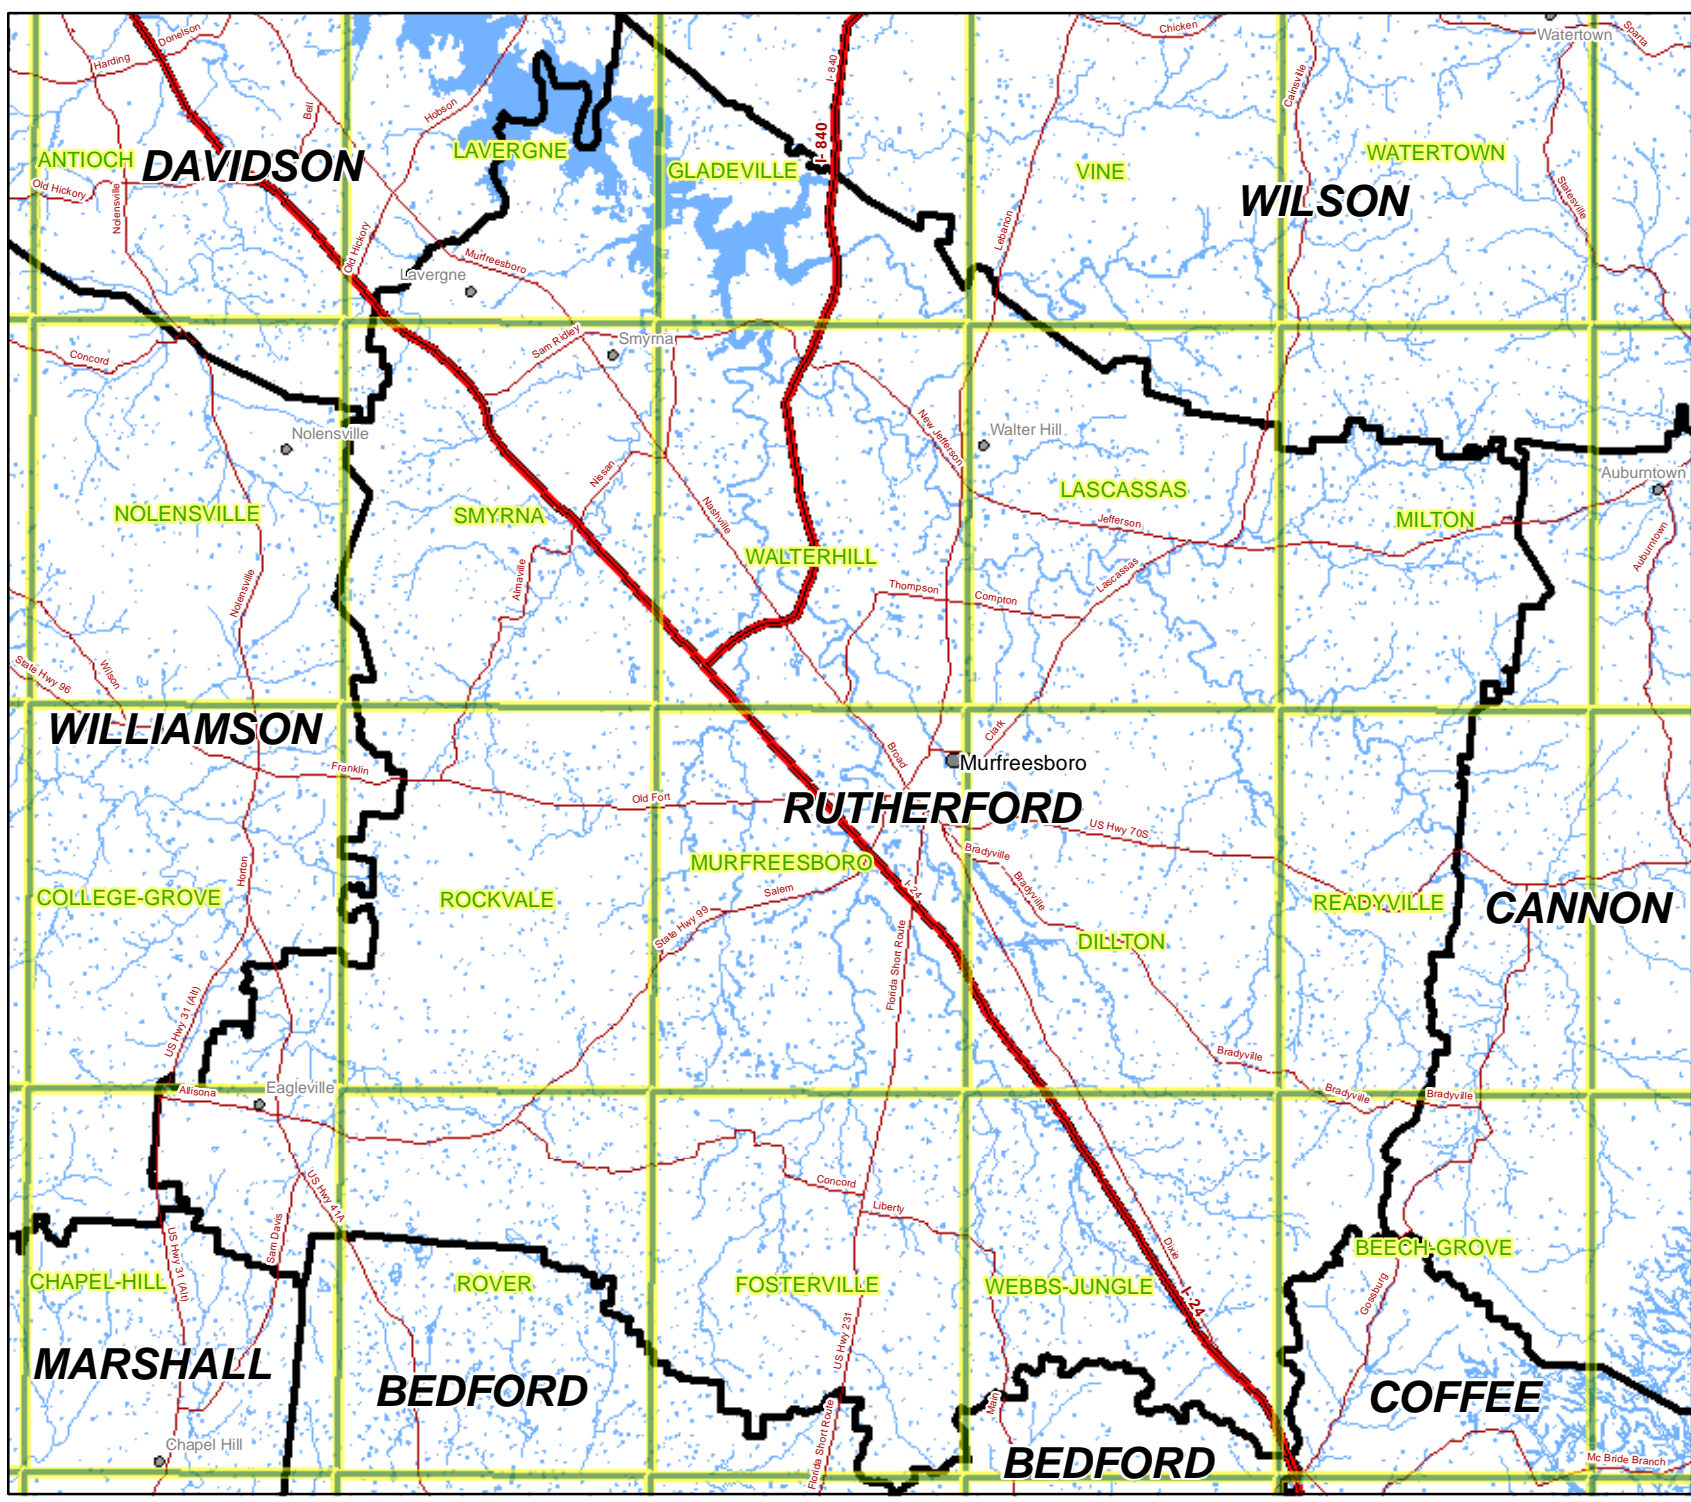 Chicken
Sparta
Watertown
Donelson
Harding
I- 840
Cainsville
Bell
Hobson
I- 840
ANTIOCH
DAVIDSON
LAVERGNE
GLADEVILLE
VINE
WATERTOWN
Old Hickory
Nolensville
WILSON
Statesville
Lebanon
Old Hickory
Murfreesboro
Lavergne
Sam Ridley
Smyrna
Concord
Nolensville
New Jefferson
Walter Hill
Nissan
Auburntown
LASCASSAS
NOLENSVILLE
SMYRNA
Nashville
Jefferson
MILTON
Auburntown
WALTERHILL
Almaville
Nolensville
Thompson
Compton
Lascassas
State Hwy 96
Wilson
WILLIAMSON
Clark
Broad
Murfreesboro
Franklin
Old Fort
RUTHERFORD
US Hwy 70S
Bradyville
MURFREESBORO
Horton
Salem
I- 24
Bradyville
COLLEGE-GROVE
ROCKVALE
READYVILLE
CANNON
State Hwy 99
DILLTON
Florida Short Route
US Hwy 31 (Alt)
Bradyville
Allisona
Eagleville
Bradyville
Bradyville
US Hwy 41A
Concord
Liberty
Sam Davis
US Hwy 31 (Alt)
Dixie
BEECH-GROVE
CHAPEL-HILL
ROVER
FOSTERVILLE
WEBBS-JUNGLE
Gossburg
I- 24
US Hwy 231
MARSHALL
BEDFORD
COFFEE
Main
Florida Short Route
Chapel Hill
BEDFORD
Mc Bride Branch